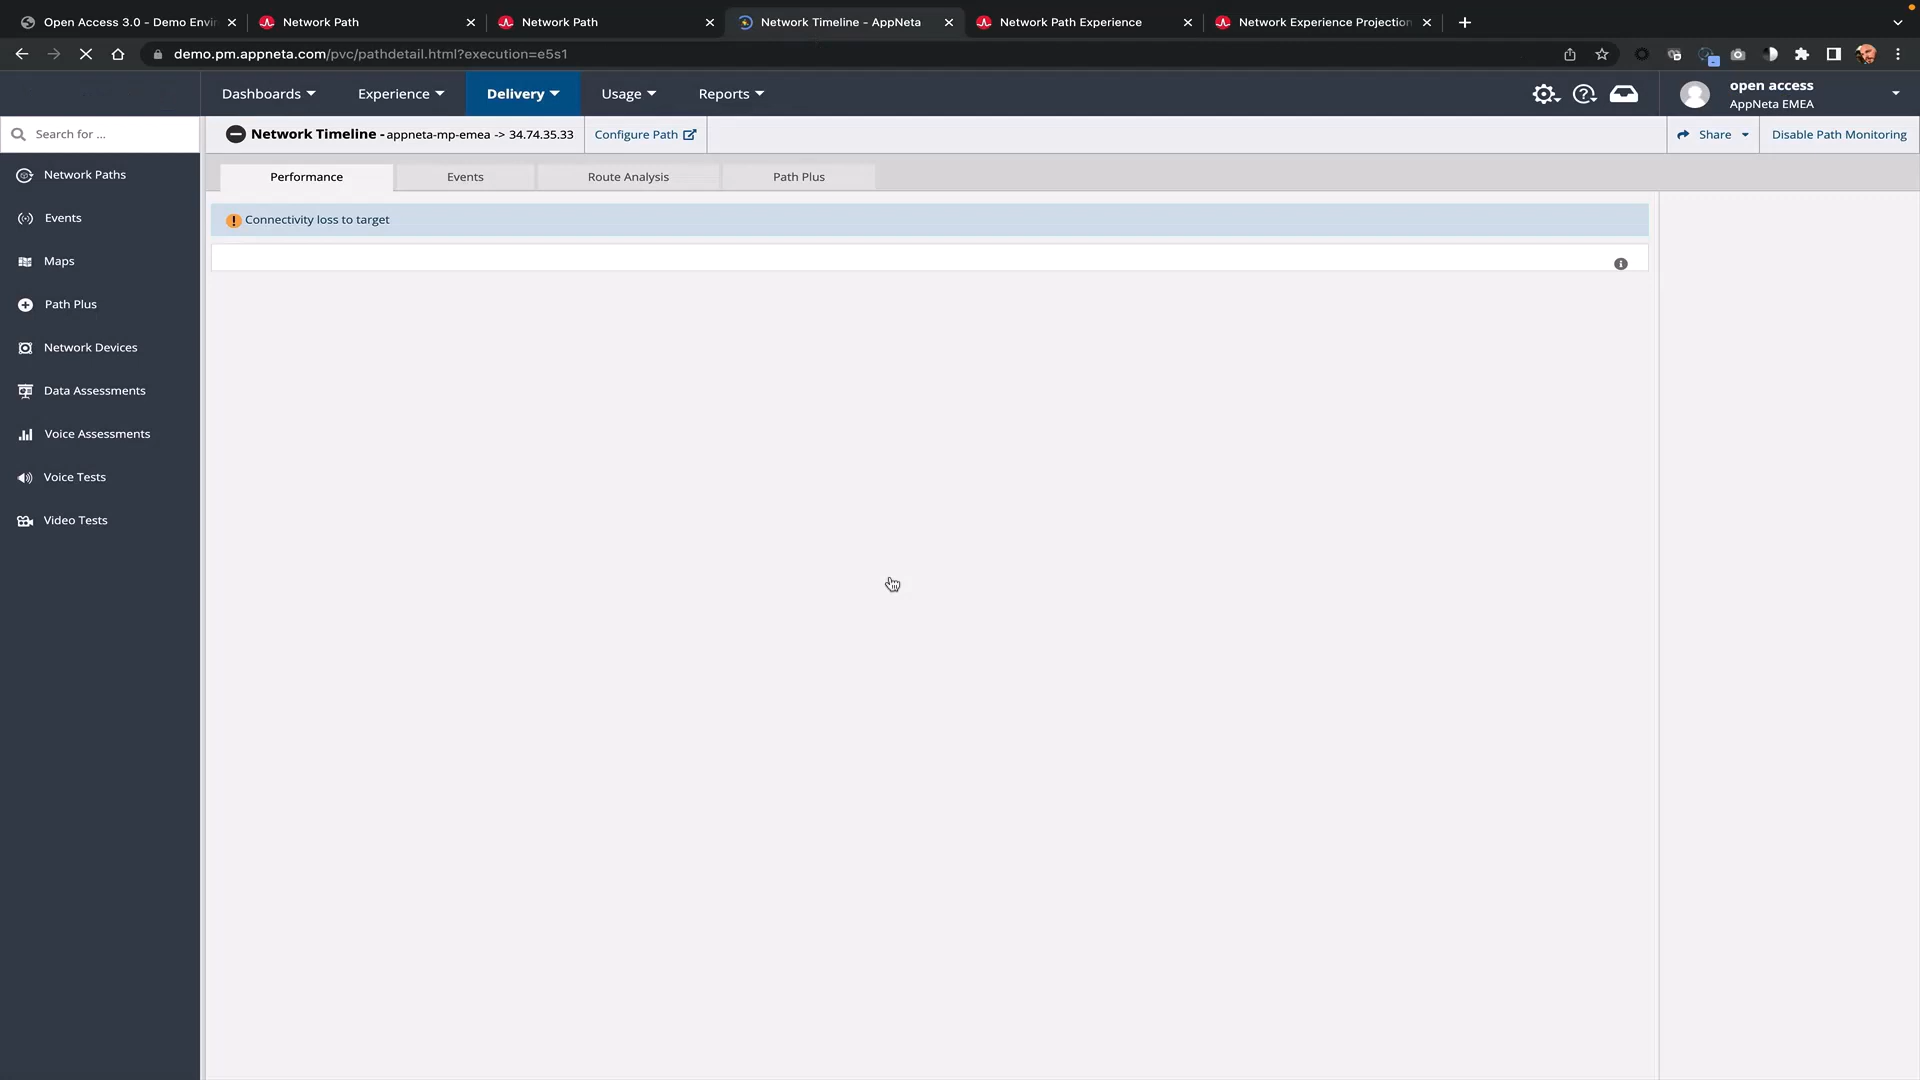 Open Access 3.0 - Demo Envi
Network Path
Network Path
Network Timeline - AppNeta
Network Path Experience
Network Experience Projection
demo.pm.appneta.com/pvc/pathdetail.html?execution=e5s1
Dashboards
Experience
Delivery
Usage
Reports
open access
AppNeta EMEA
Search for ...
Network Timeline - appneta-mp-emea -> 34.74.35.33
Configure Path
Share
Disable Path Monitoring
Performance
Events
Route Analysis
Path Plus
Connectivity loss to target
Network Paths
Events
Maps
Path Plus
Network Devices
Data Assessments
Voice Assessments
Voice Tests
Video Tests